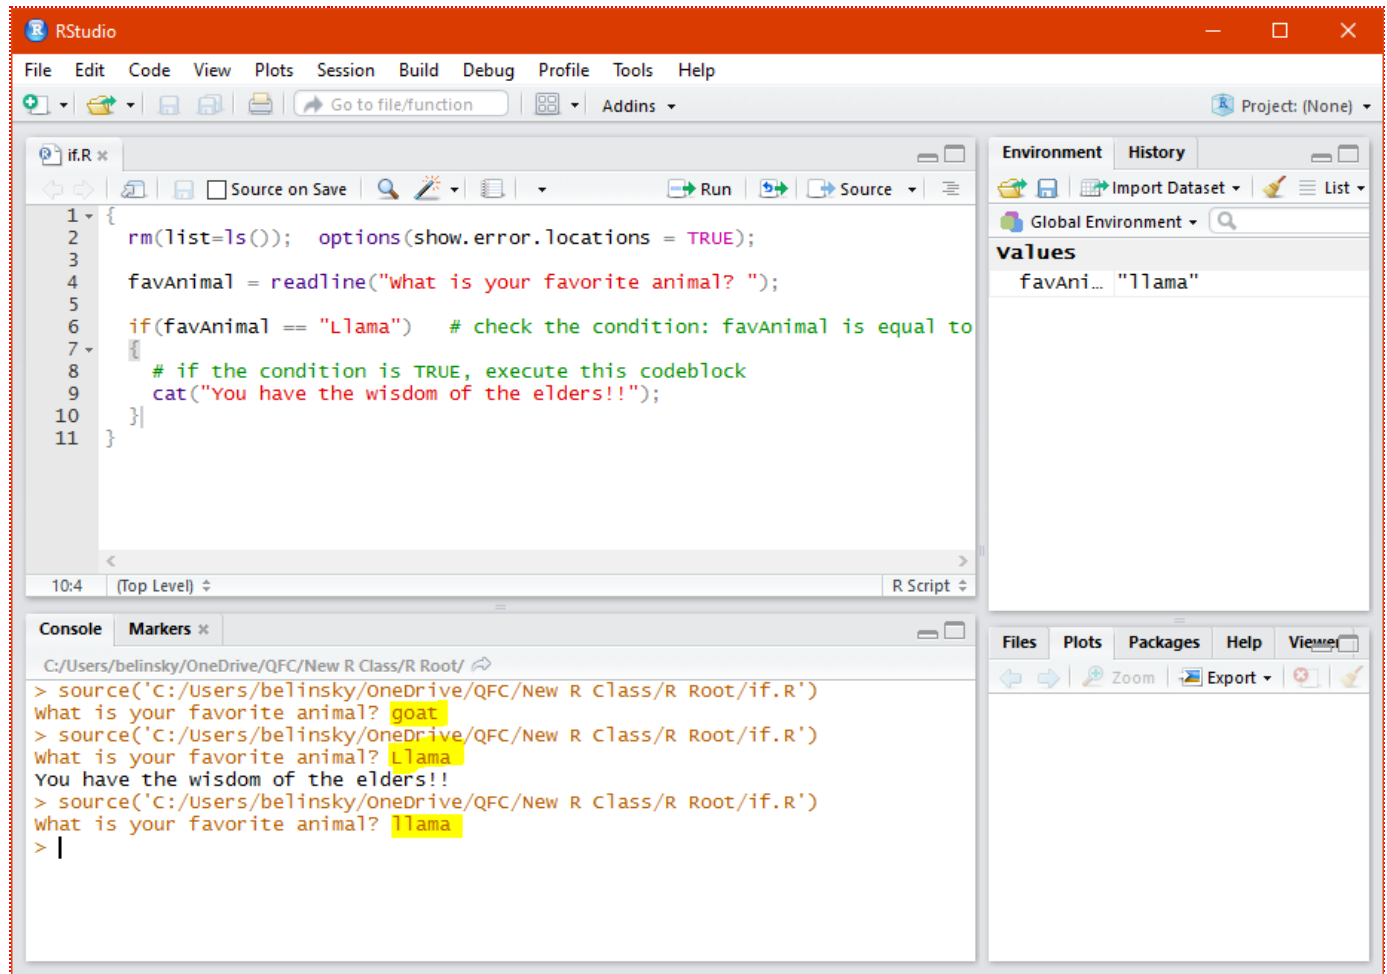 RStudio
File Edit Code View Plots Session Build Debug Profile Tools Help
Go to file/function Addins Project: (None)
if.R
Source on Save Run Source
1 {
2 rm(list=ls()); options(show.error.locations = TRUE);
3
4 favAnimal = readline("What is your favorite animal? ");
5
6 if(favAnimal == "Llama") # check the condition: favAnimal is equal to
7 {
8 # if the condition is TRUE, execute this codeblock
9 cat("You have the wisdom of the elders!!");
10 }
11 }
10:4 (Top Level) R Script
Console Markers
C:/Users/belinsky/OneDrive/QFC/New R Class/R Root/
> source('C:/Users/belinsky/OneDrive/QFC/New R Class/R Root/if.R')
What is your favorite animal? goat
> source('C:/Users/belinsky/OneDrive/QFC/New R Class/R Root/if.R')
What is your favorite animal? Llama
You have the wisdom of the elders!!
> source('C:/Users/belinsky/OneDrive/QFC/New R Class/R Root/if.R')
What is your favorite animal? llama
>
Environment History
Import Dataset List
Global Environment
Values
favAni… "llama"
Files Plots Packages Help Viewer
Zoom Export